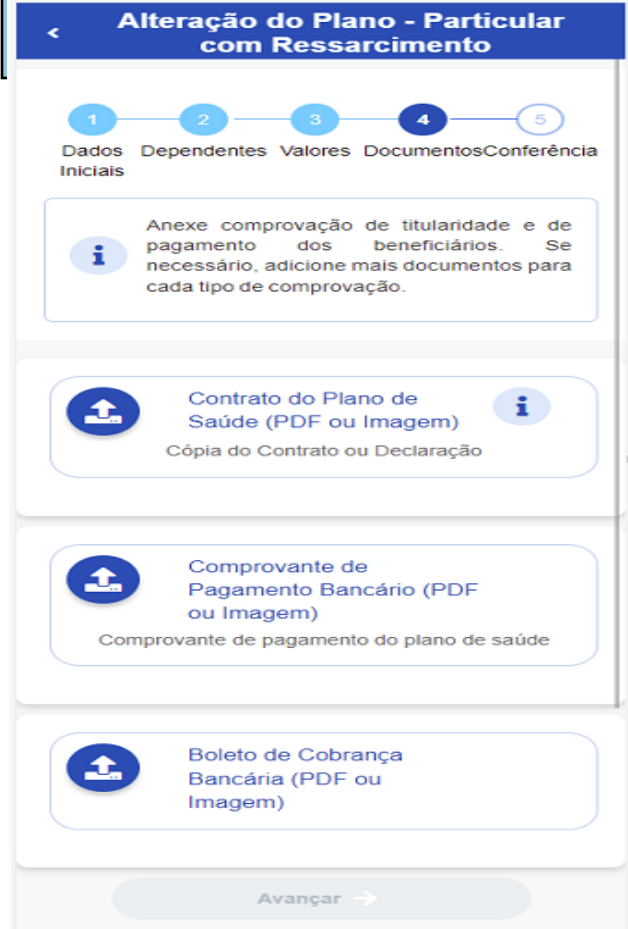 Alteração do Plano - Particular
com Ressarcimento
1 2 3 4 5
Dados Dependentes Valores Documentos Conferência
Iniciais
Anexe comprovação de titularidade e de
pagamento dos beneficiários. Se
necessário, adicione mais documentos para
cada tipo de comprovação.
Contrato do Plano de
Saúde (PDF ou Imagem)
Cópia do Contrato ou Declaração
Comprovante de
Pagamento Bancário (PDF
ou Imagem)
Comprovante de pagamento do plano de saúde
Boleto de Cobrança
Bancária (PDF ou
Imagem)
Avançar